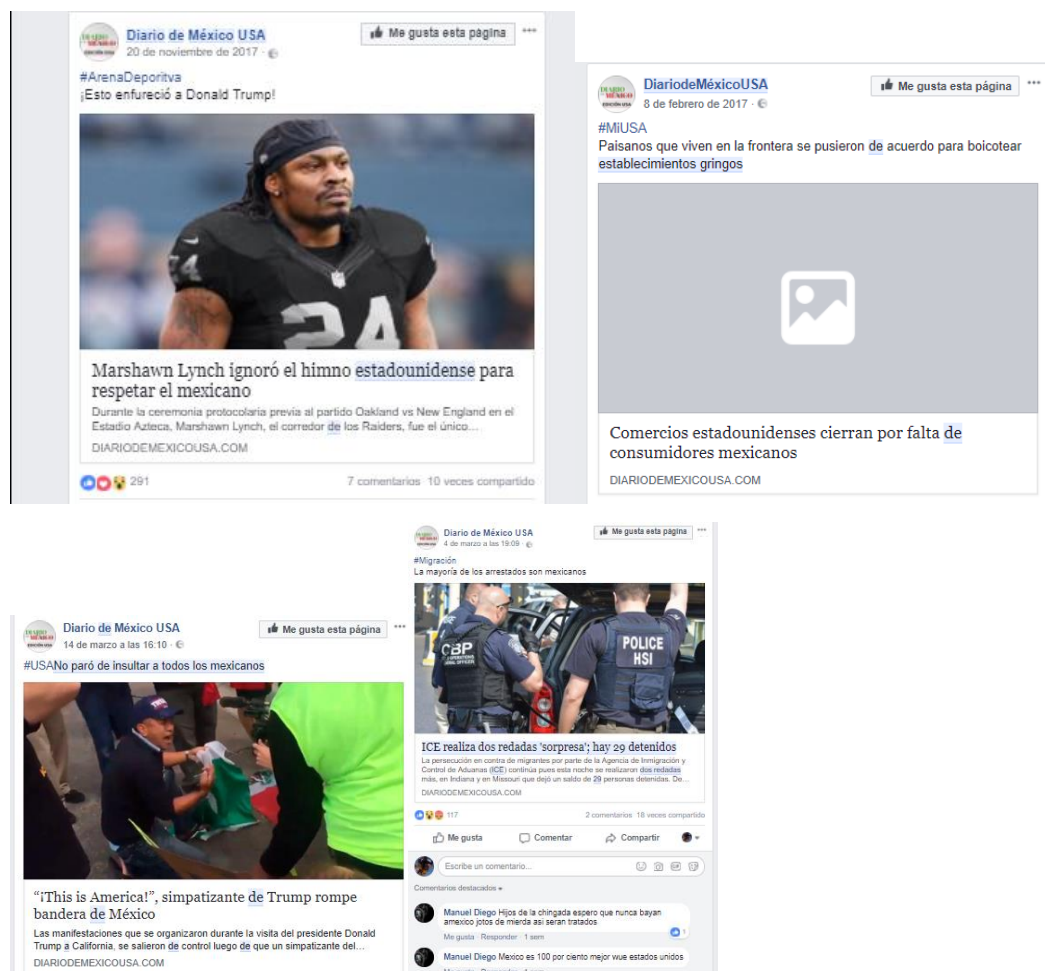 Diario de México USA
20 de noviembre de 2017
Me gusta esta página
#ArenaDeporitva
¡Esto enfureció a Donald Trump!
24
24
Marshawn Lynch ignoró el himno estadounidense para
respetar el mexicano
Durante la ceremonia protocolaria previa al partido Oakland vs New England en el
Estadio Azteca, Marshawn Lynch, el corredor de los Raiders, fue el único...
DIARIODEMEXICOUSA.COM
291
7 comentarios 10 veces compartido
DiariodeMéxicoUSA
8 de febrero de 2017
Me gusta esta página
#MiUSA
Paisanos que viven en la frontera se pusieron de acuerdo para boicotear
establecimientos gringos
Comercios estadounidenses cierran por falta de
consumidores mexicanos
DIARIODEMEXICOUSA.COM
Diario de México USA
14 de marzo a las 16:10
Me gusta esta página
#USANo paró de insultar a todos los mexicanos
“¡This is America!”, simpatizante de Trump rompe
bandera de México
Las manifestaciones que se organizaron durante la visita del presidente Donald
Trump a California, se salieron de control luego de que un simpatizante del...
DIARIODEMEXICOUSA.COM
Diario de México USA
4 de marzo a las 19:09
Me gusta esta página
#Migración
La mayoría de los arrestados son mexicanos
CBP
POLICE
HSI
ICE realiza dos redadas 'sorpresa'; hay 29 detenidos
La persecución en contra de migrantes por parte de la Agencia de Inmigración y
Control de Aduanas (ICE) continúa pues esta noche se realizaron dos redadas
más, en Indiana y en Missouri que dejó un saldo de 29 personas detenidas. De...
DIARIODEMEXICOUSA.COM
117
2 comentarios 18 veces compartido
Me gusta
Comentar
Compartir
Escribe un comentario...
Comentarios destacados
Manuel Diego Hijos de la chingada espero que nunca bayan
amexico jotos de mierda asi seran tratados
Me gusta · Responder · 1 sem
1
Manuel Diego Mexico es 100 por ciento mejor wue estados unidos